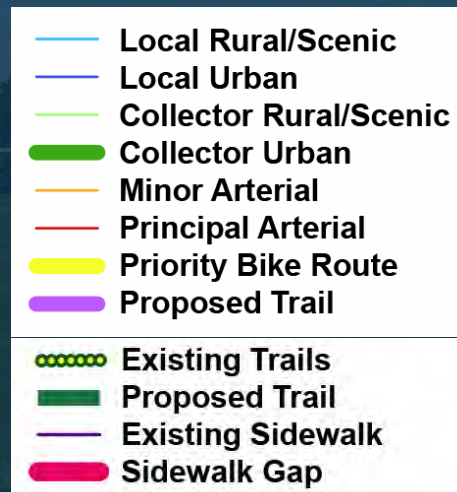 Local Rural/Scenic
Local Urban
Collector Rural/Scenic
Collector Urban
Minor Arterial
Principal Arterial
Priority Bike Route
Proposed Trail
Existing Trails
Proposed Trail
Existing Sidewalk
Sidewalk Gap